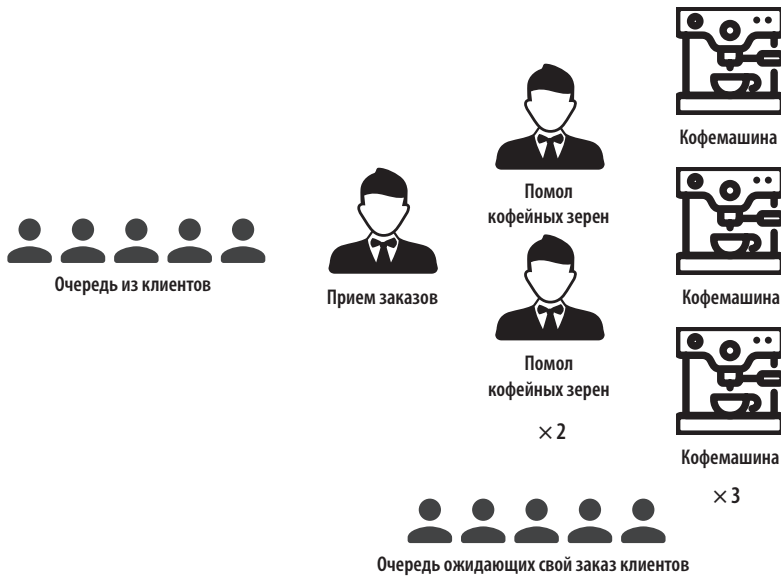 Очередь из клиентов
Прием заказов
Помол
кофейных зерен
Помол
кофейных зерен
× 2
Кофемашина
Кофемашина
Кофемашина
× 3
Очередь ожидающих свой заказ клиентов